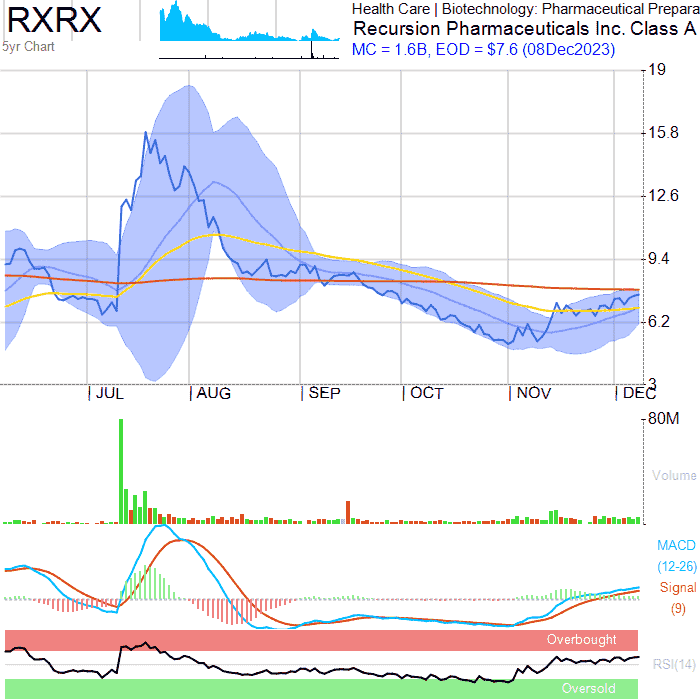 RXRX
5yr Chart
Health Care | Biotechnology: Pharmaceutical Prepara
Recursion Pharmaceuticals Inc. Class A
MC = 1.6B, EOD = $7.6 (08Dec2023)
19
15.8
12.6
9.4
6.2
3
JUL
AUG
SEP
OCT
NOV
DEC
80M
Volume
MACD
(12-26)
Signal
(9)
Overbought
RSI(14)
Oversold